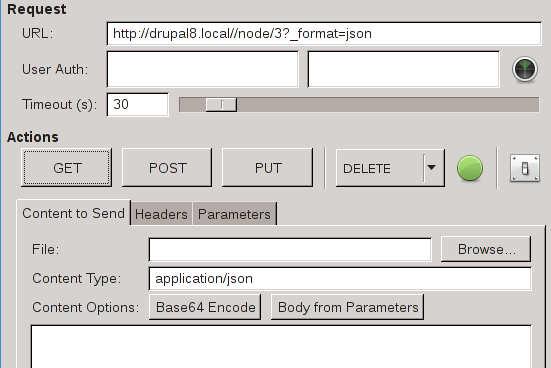 Request
URL: http://drupal8.local//node/3?_format=json
User Auth:
Timeout (s): 30
Actions
GET POST PUT DELETE
Content to Send Headers Parameters
File: Browse...
Content Type: application/json
Content Options: Base64 Encode Body from Parameters